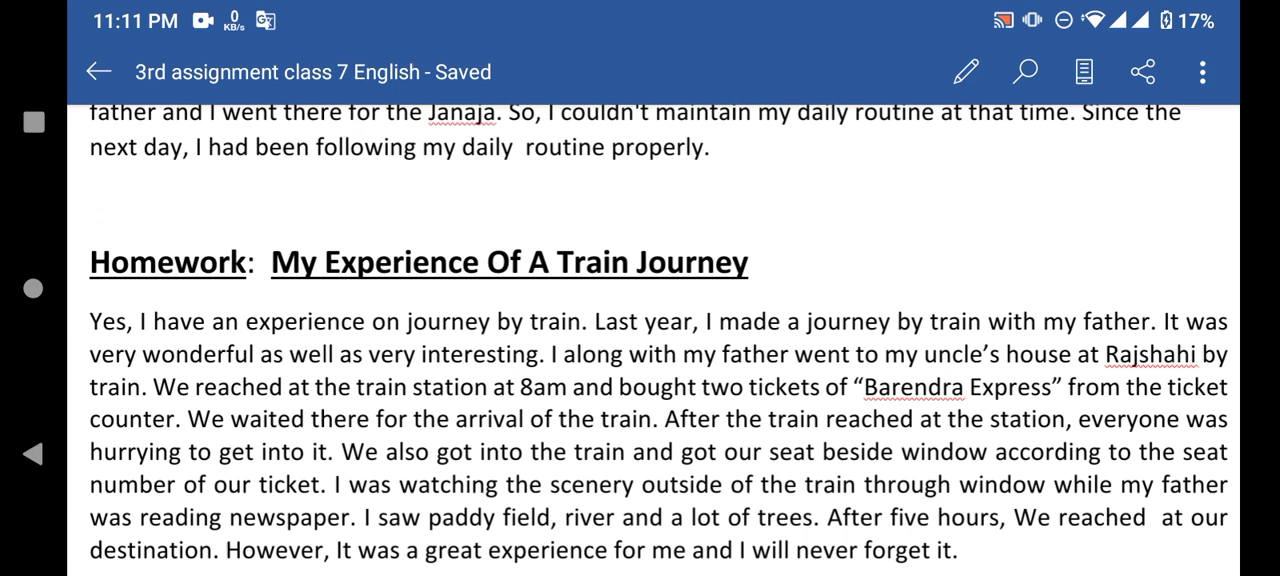 11:11 PM 0 KB/s 17%
3rd assignment class 7 English - Saved
father and I went there for the Janaja. So, I couldn't maintain my daily routine at that time. Since the
next day, I had been following my daily  routine properly.
Homework:  My Experience Of A Train Journey
Yes, I have an experience on journey by train. Last year, I made a journey by train with my father. It was
very wonderful as well as very interesting. I along with my father went to my uncle’s house at Rajshahi by
train. We reached at the train station at 8am and bought two tickets of “Barendra Express” from the ticket
counter. We waited there for the arrival of the train. After the train reached at the station, everyone was
hurrying to get into it. We also got into the train and got our seat beside window according to the seat
number of our ticket. I was watching the scenery outside of the train through window while my father
was reading newspaper. I saw paddy field, river and a lot of trees. After five hours, We reached  at our
destination. However, It was a great experience for me and I will never forget it.